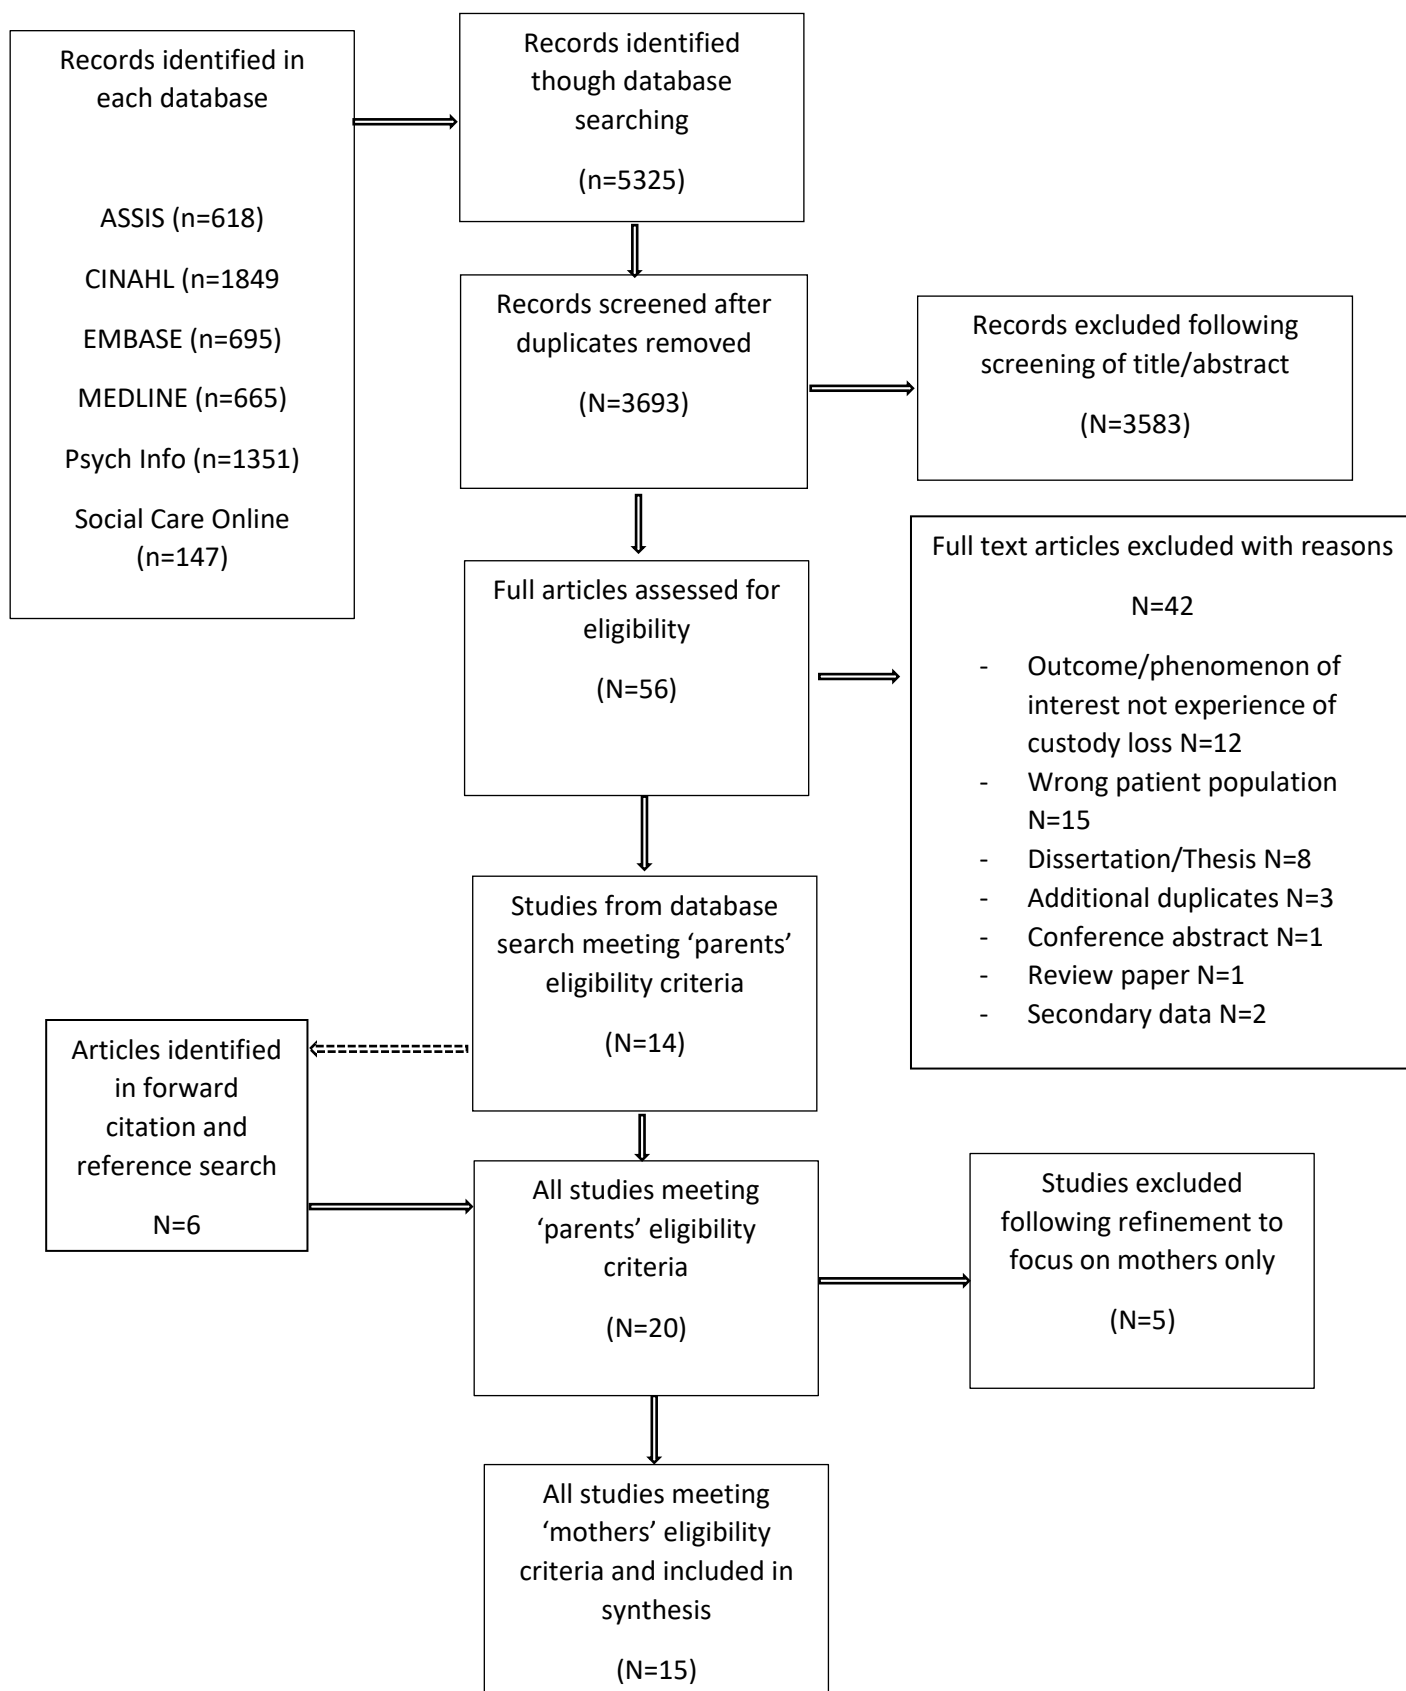 Records identified in
each database
ASSIS (n=618)
CINAHL (n=1849
EMBASE (n=695)
MEDLINE (n=665)
Psych Info (n=1351)
Social Care Online
(n=147)
Records identified
though database
searching
(n=5325)
Records screened after
duplicates removed
(N=3693)
Records excluded following
screening of title/abstract
(N=3583)
Full articles assessed for
eligibility
(N=56)
Full text articles excluded with reasons
N=42
- Outcome/phenomenon of
interest not experience of
custody loss N=12
- Wrong patient population
N=15
- Dissertation/Thesis N=8
- Additional duplicates N=3
- Conference abstract N=1
- Review paper N=1
- Secondary data N=2
Studies from database
search meeting ‘parents’
eligibility criteria
(N=14)
Articles identified
in forward
citation and
reference search
N=6
All studies meeting
‘parents’ eligibility
criteria
(N=20)
Studies excluded
following refinement to
focus on mothers only
(N=5)
All studies meeting
‘mothers’ eligibility
criteria and included in
synthesis
(N=15)